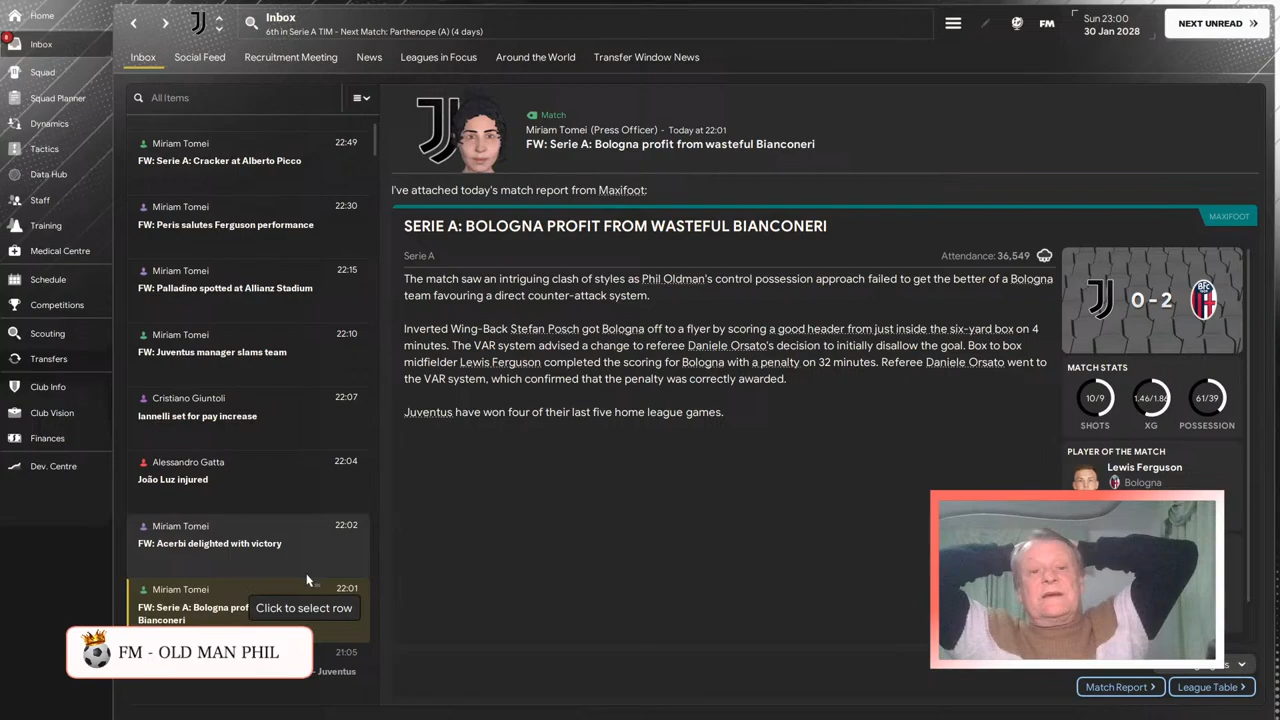 Home
Inbox
6th in Serie A TIM - Next Match: Parthenope (A) (4 days)
FM
Sun 23:00
30 Jan 2028
NEXT UNREAD
8
Inbox
Squad
Squad Planner
Dynamics
Tactics
Data Hub
Staff
Training
Medical Centre
Schedule
Competitions
Scouting
Transfers
Club Info
Club Vision
Finances
Dev. Centre
Inbox
Social Feed
Recruitment Meeting
News
Leagues in Focus
Around the World
Transfer Window News
All Items
Miriam Tomei 22:49
FW: Serie A: Cracker at Alberto Picco
Miriam Tomei 22:30
FW: Peris salutes Ferguson performance
Miriam Tomei 22:15
FW: Palladino spotted at Allianz Stadium
Miriam Tomei 22:10
FW: Juventus manager slams team
Cristiano Giuntoli 22:07
Iannelli set for pay increase
Alessandro Gatta 22:04
João Luz injured
Miriam Tomei 22:02
FW: Acerbi delighted with victory
Miriam Tomei 22:01
FW: Serie A: Bologna prof
Bianconeri
Click to select row
21:05
- Juventus
FM - OLD MAN PHIL
Match
Miriam Tomei (Press Officer) - Today at 22:01
FW: Serie A: Bologna profit from wasteful Bianconeri
I've attached today's match report from Maxifoot:
MAXIFOOT
SERIE A: BOLOGNA PROFIT FROM WASTEFUL BIANCONERI
Serie A
Attendance: 36,549
The match saw an intriguing clash of styles as Phil Oldman's control possession approach failed to get the better of a Bologna
team favouring a direct counter-attack system.
Inverted Wing-Back Stefan Posch got Bologna off to a flyer by scoring a good header from just inside the six-yard box on 4
minutes. The VAR system advised a change to referee Daniele Orsato's decision to initially disallow the goal. Box to box
midfielder Lewis Ferguson completed the scoring for Bologna with a penalty on 32 minutes. Referee Daniele Orsato went to
the VAR system, which confirmed that the penalty was correctly awarded.
Juventus have won four of their last five home league games.
0 - 2
BFC
MATCH STATS
10/9
1.46/1.86
61/39
SHOTS
XG
POSSESSION
PLAYER OF THE MATCH
Lewis Ferguson
Bologna
Match Report
League Table